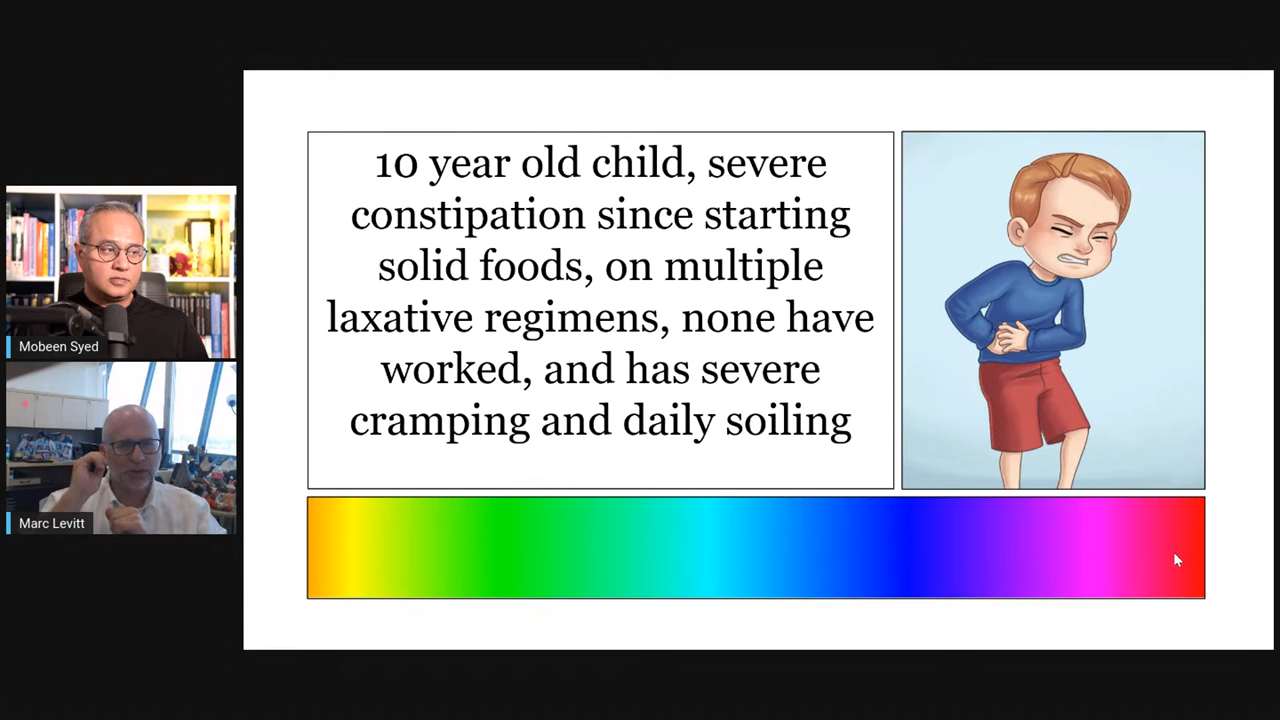 10 year old child, severe
constipation since starting
solid foods, on multiple
laxative regimens, none have
worked, and has severe
cramping and daily soiling
Mobeen Syed
Marc Levitt